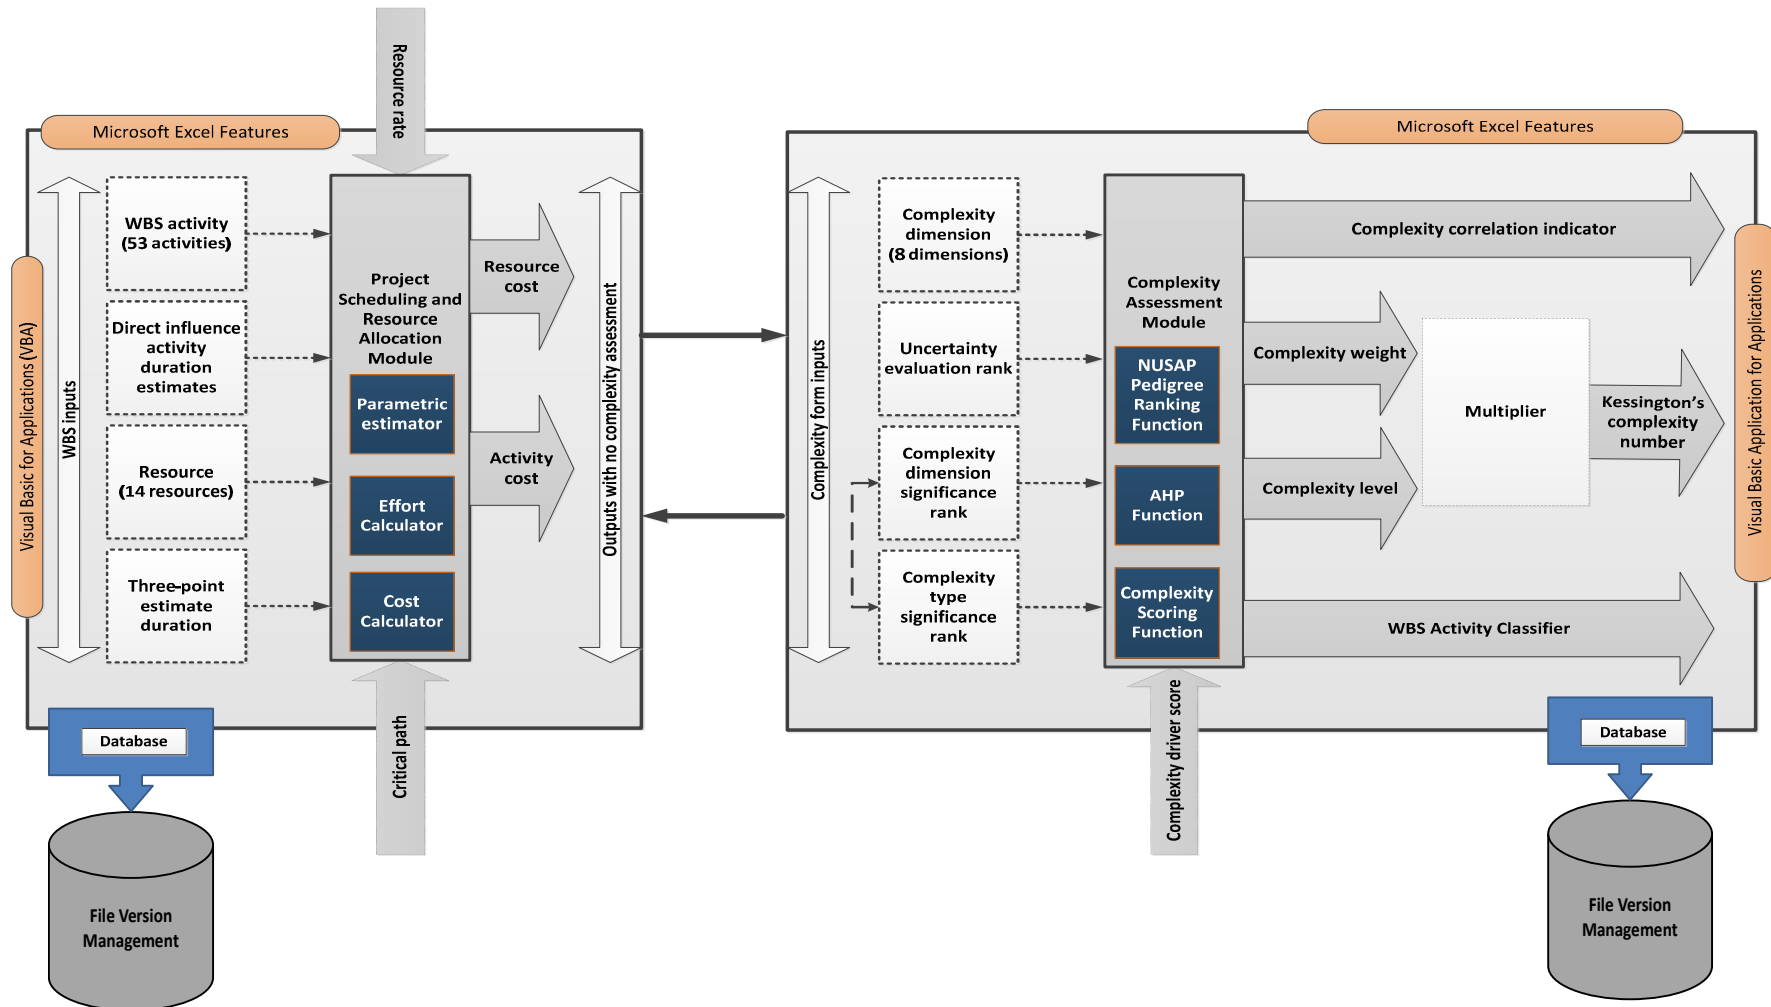 Resource rate
Microsoft Excel Features
Visual Basic for Applications (VBA)
WBS inputs
WBS activity
(53 activities)
Direct influence
activity
duration
estimates
Resource
(14 resources)
Three-point
estimate
duration
Project
Scheduling and
Resource
Allocation
Module
Parametric
estimator
Effort
Calculator
Cost
Calculator
Resource
cost
Activity
cost
Outputs with no complexity assessment
Critical path
Database
File Version
Management
Microsoft Excel Features
Complexity form inputs
Complexity
dimension
(8 dimensions)
Uncertainty
evaluation rank
Complexity
dimension
significance
rank
Complexity
type
significance
rank
Complexity
Assessment
Module
NUSAP
Pedigree
Ranking
Function
AHP
Function
Complexity
Scoring
Function
Complexity correlation indicator
Complexity weight
Complexity level
Multiplier
Kessington’s
complexity
number
WBS Activity Classifier
Visual Basic Application for Applications
Complexity driver score
Database
File Version
Management